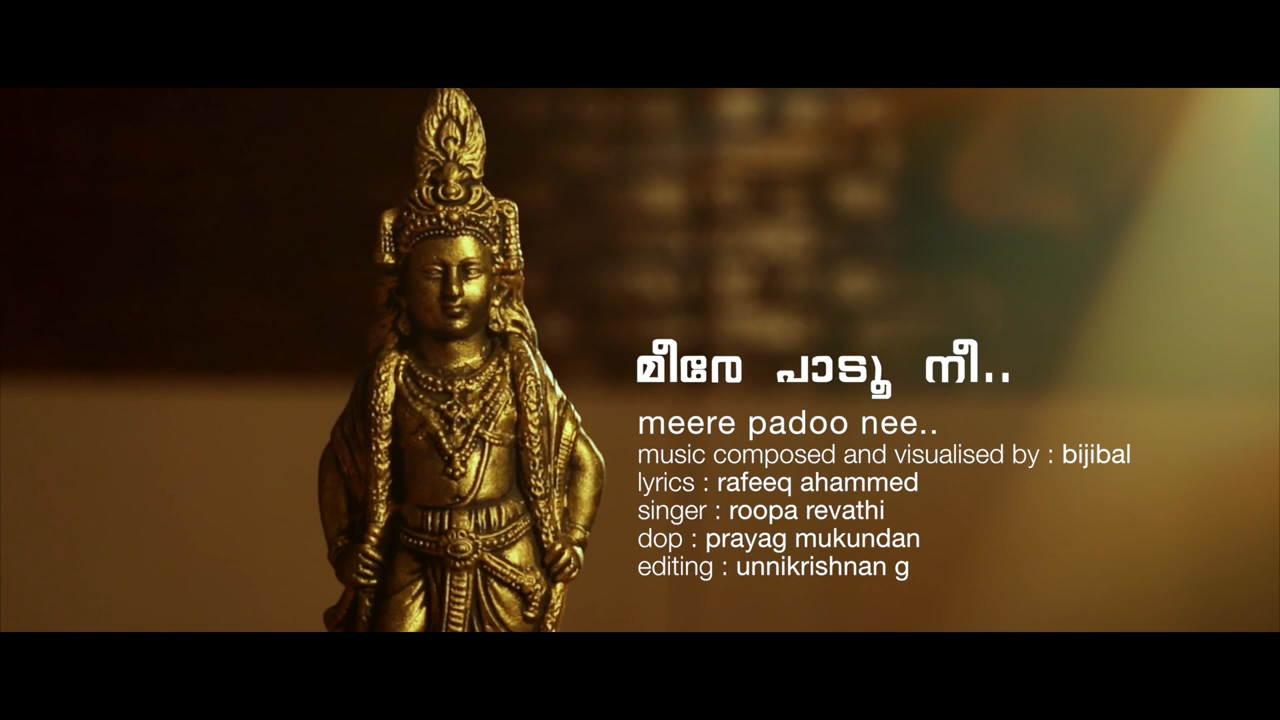 മീരേ പാടൂ നീ..
meere padoo nee..
music composed and visualised by : bijibal
lyrics : rafeeq ahammed
singer : roopa revathi
dop : prayag mukundan
editing : unnikrishnan g